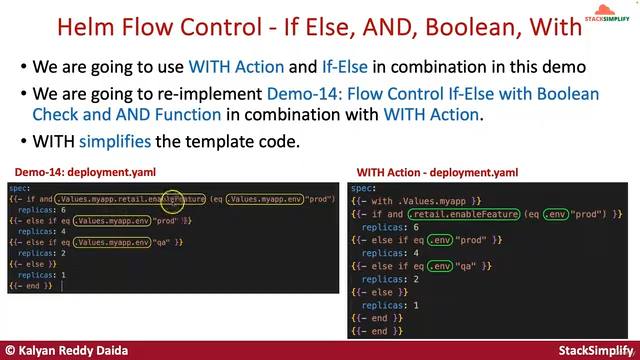 STACKSIMPLIFY
Helm Flow Control - If Else, AND, Boolean, With
• We are going to use WITH Action and If-Else in combination in this demo
• We are going to re-implement Demo-14: Flow Control If-Else with Boolean
Check and AND Function in combination with WITH Action.
• WITH simplifies the template code.
Demo-14: deployment.yaml
spec:
{{- if and .Values.myapp.retail.enableFeature (eq .Values.myapp.env "prod")
replicas: 6
{{- else if eq .Values.myapp.env "prod" }}
replicas: 4
{{- else if eq .Values.myapp.env "qa" }}
replicas: 2
{{- else }}
replicas: 1
{{- end }}
WITH Action - deployment.yaml
spec:
{{- with .Values.myapp }}
{{- if and .retail.enableFeature (eq .env "prod") }}
replicas: 6
{{- else if eq .env "prod" }}
replicas: 4
{{- else if eq .env "qa" }}
replicas: 2
{{- else }}
replicas: 1
{{- end }}
{{- end }}
© Kalyan Reddy Daida
StackSimplify